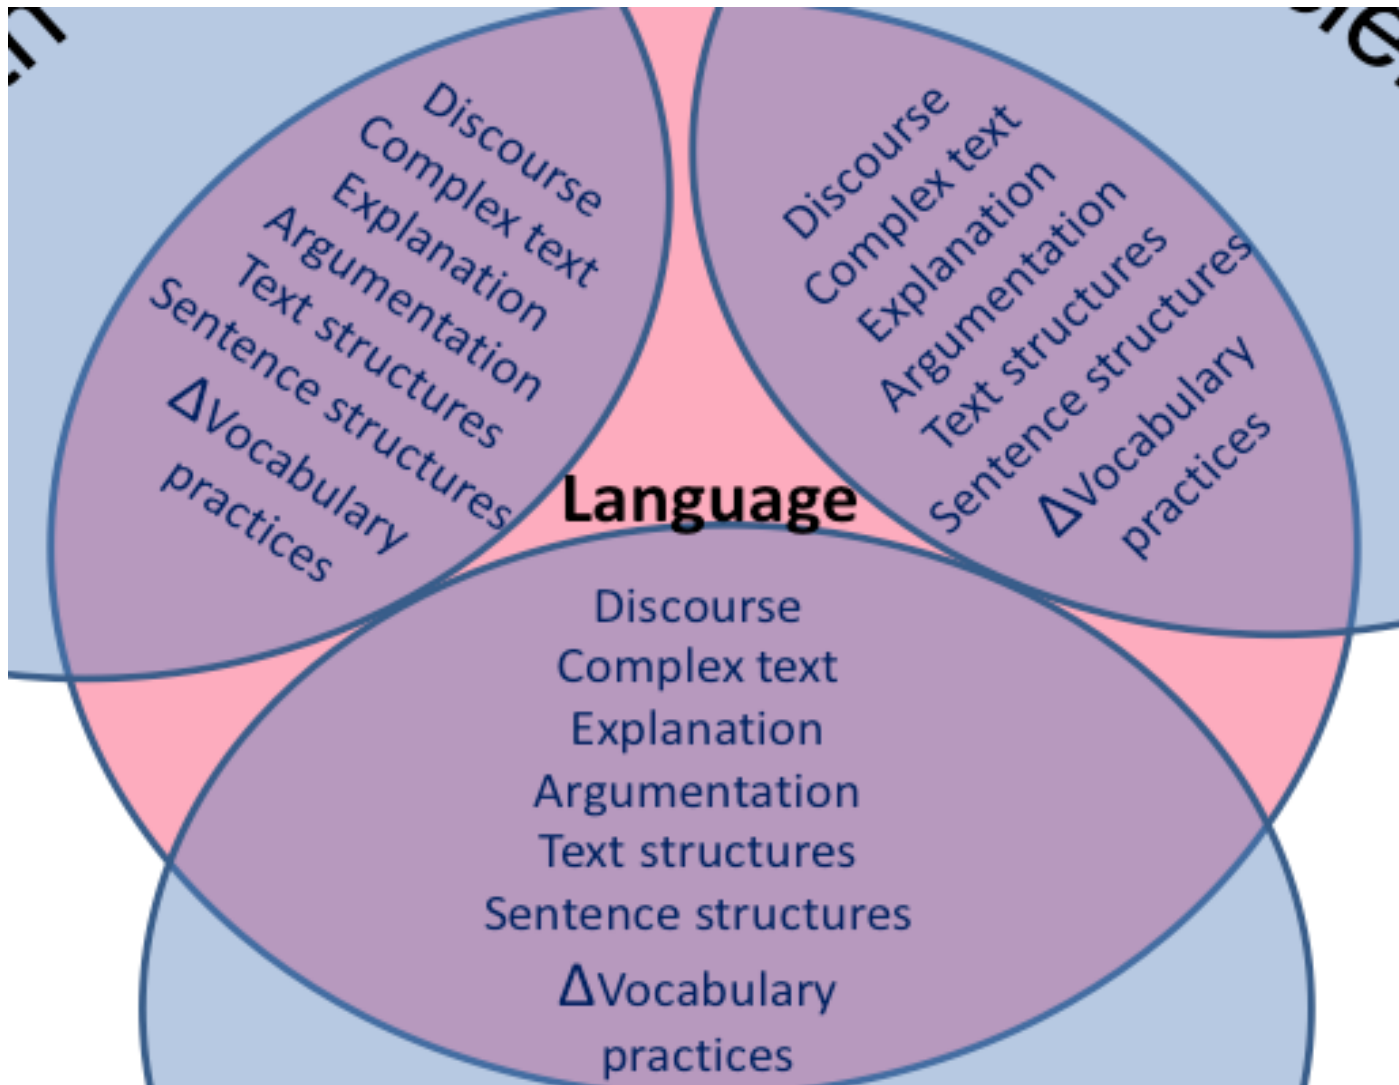 Discourse
Complex text
Explanation
Argumentation
Text structures
Sentence structures
ΔVocabulary
practices
Discourse
Complex text
Explanation
Argumentation
Text structures
Sentence structures
ΔVocabulary
practices
Language
Discourse
Complex text
Explanation
Argumentation
Text structures
Sentence structures
ΔVocabulary
practices